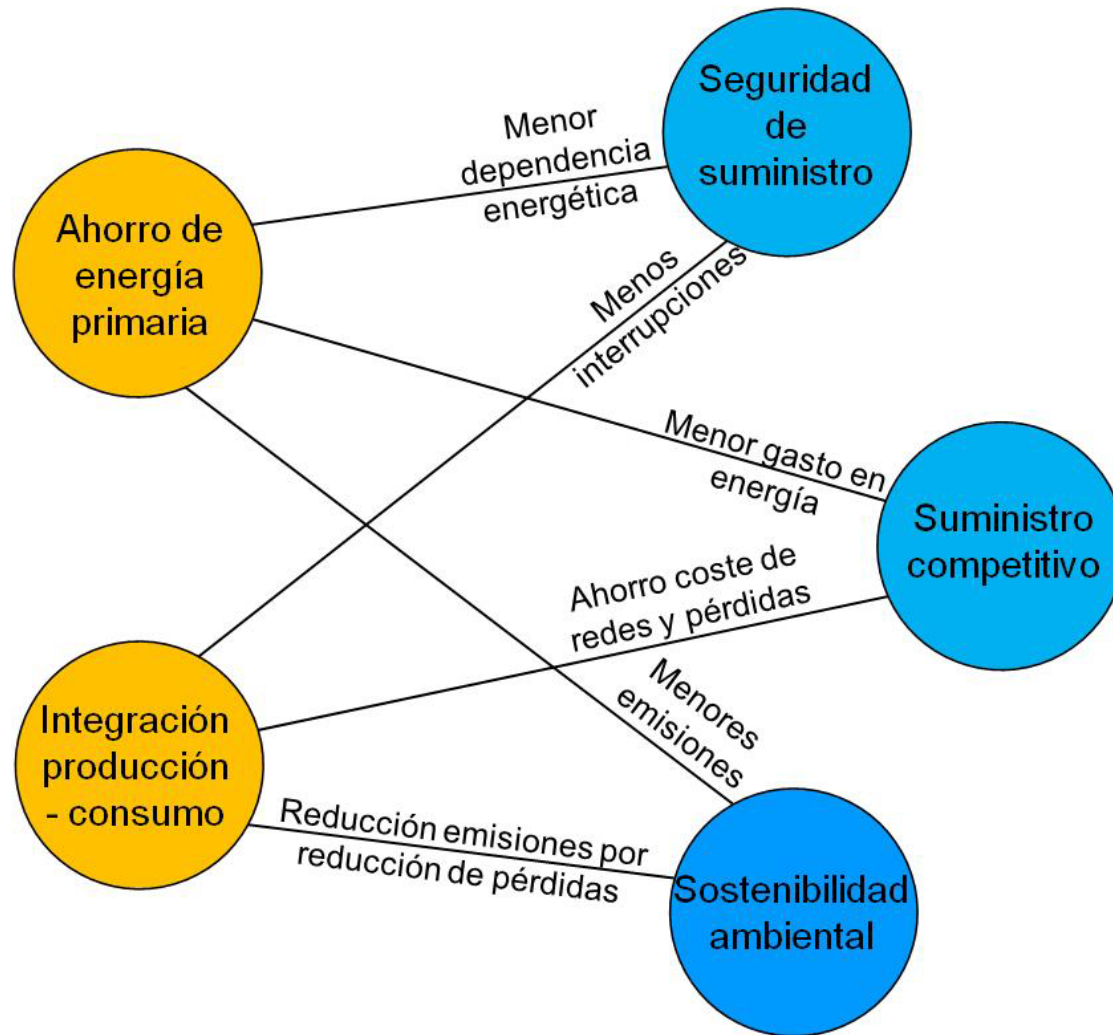 Seguridad
de
suministro
Menor
dependencia
energética
Ahorro de
energía
primaria
Menos
interrupciones
Menor gasto en
energía
Suministro
competitivo
Ahorro coste de
redes y pérdidas
Menores
emisiones
Integración
producción
- consumo
Reducción emisiones por
reducción de pérdidas
Sostenibilidad
ambiental